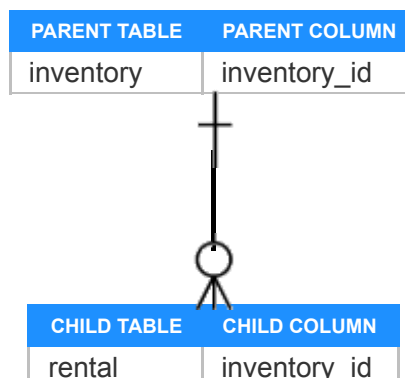 PARENT TABLE PARENT COLUMN
inventory inventory_id
CHILD TABLE CHILD COLUMN
rental inventory_id